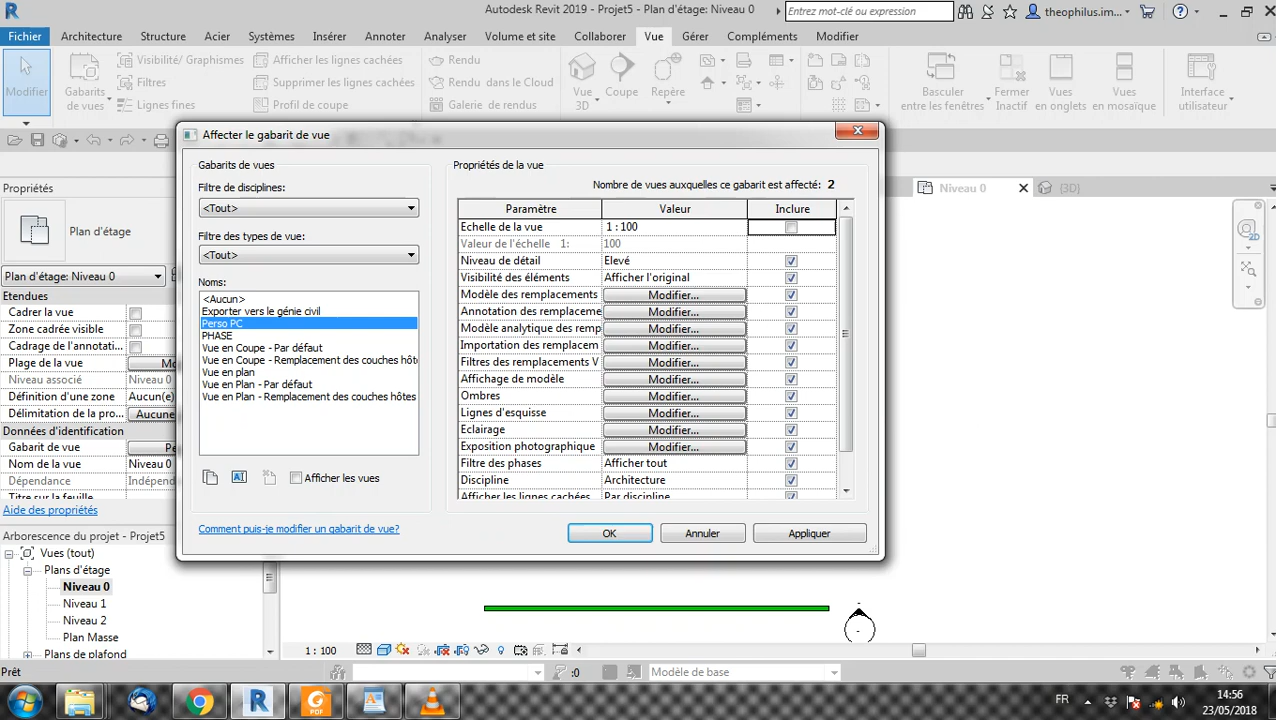 Autodesk Revit 2019 - Projet5 - Plan d'étage: Niveau 0
Entrez mot-clé ou expression
theophilus.im...
Fichier Architecture Structure Acier Systèmes Insérer Annoter Analyser Volume et site Collaborer Vue Gérer Compléments Modifier
Modifier
Gabarits
de vues
Visibilité/ Graphismes
Filtres
Lignes fines
Afficher les lignes cachées
Supprimer les lignes cachées
Profil de coupe
Rendu
Rendu dans le Cloud
Galerie de rendus
Vue
3D
Coupe
Repère
Basculer
entre les fenêtres
Fermer
Inactif
Vues
en onglets
Vues
en mosaïque
Interface
utilisateur
Propriétés
Plan d'étage
Plan d'étage: Niveau 0
Etendues
Cadrer la vue
Zone cadrée visible
Cadrage de l'annotati...
Plage de la vue
Niveau associé Niveau 0
Définition d'une zone Aucun(e)
Délimitation de la pro... Aucune
Données d'identification
Gabarit de vue
Nom de la vue Niveau 0
Dépendance
Titre sur la feuille
Aide des propriétés
Arborescence du projet - Projet5
Vues (tout)
Plans d'étage
Niveau 0
Niveau 1
Niveau 2
Plan Masse
Plans de plafond
Prêt
Niveau 0
{3D}
2D
Affecter le gabarit de vue
Gabarits de vues
Filtre de disciplines:
<Tout>
Filtre des types de vue:
<Tout>
Noms:
<Aucun>
Exporter vers le génie civil
Perso PC
PHASE
Vue en Coupe - Par défaut
Vue en Coupe - Remplacement des couches hôt
Vue en plan
Vue en Plan - Par défaut
Vue en Plan - Remplacement des couches hôtes
AI
Afficher les vues
Comment puis-je modifier un gabarit de vue?
Propriétés de la vue
Nombre de vues auxquelles ce gabarit est affecté: 2
Paramètre Valeur Inclure
Echelle de la vue 1 : 100
Valeur de l'échelle 1: 100
Niveau de détail Elevé
Visibilité des éléments Afficher l'original
Modèle des remplacements Modifier...
Annotation des remplaceme Modifier...
Modèle analytique des remp Modifier...
Importation des remplacem Modifier...
Filtres des remplacements V Modifier...
Affichage de modèle Modifier...
Ombres Modifier...
Lignes d'esquisse Modifier...
Eclairage Modifier...
Exposition photographique Modifier...
Filtre des phases Afficher tout
Discipline Architecture
Afficher les lignes cachées Par discipline
OK Annuler Appliquer
1 : 100
:0
Modèle de base
PDF
FR
14:56
23/05/2018